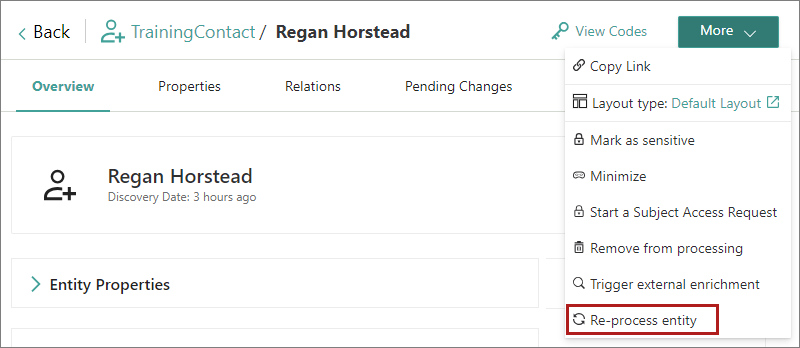 Back TrainingContact / Regan Horstead View Codes More
Overview Properties Relations Pending Changes
Copy Link
Layout type: Default Layout
Mark as sensitive
Minimize
Start a Subject Access Request
Remove from processing
Trigger external enrichment
Re-process entity
Regan Horstead
Discovery Date: 3 hours ago
Entity Properties